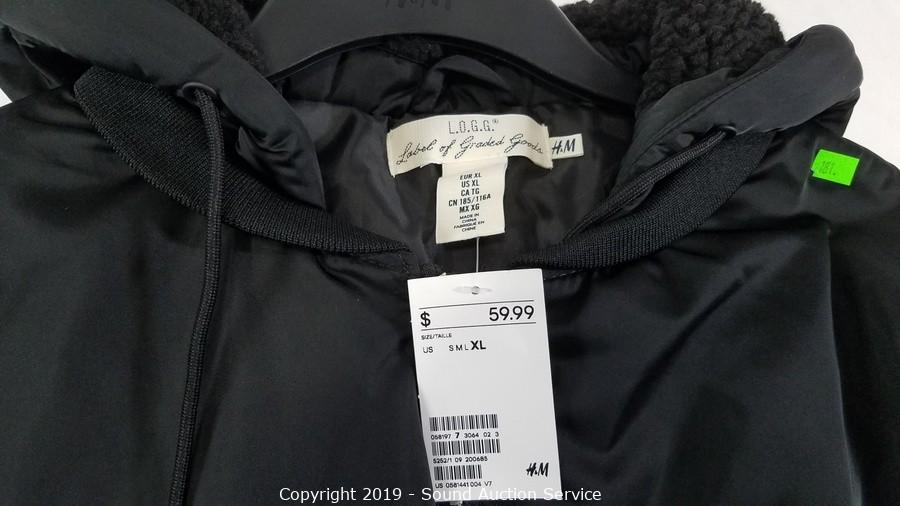 L.O.G.G.®
Label of Graded Goods
H&M
EUR XL
US XL
CA TG
CN 185/116A
MX XG
MADE IN
CHINA
FABRIQUÉ EN
CHINE
181.
$ 59.99
SIZE/TAILLE
US S M L XL
058197 7 3064 02 3
5252/1 09 200685
H&M
US 0581441 004 V7
Copyright 2019 - Sound Auction Service